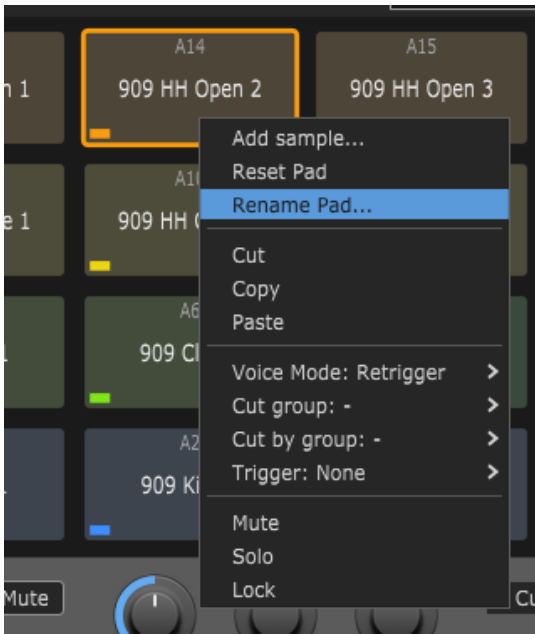 A14
A15
1
909 HH Open 2
909 HH Open 3
Add sample...
Reset Pad
Rename Pad...
1
909 HH
Cut
Copy
Paste
A6
909
Voice Mode: Retrigger
Cut group: -
Cut by group: -
Trigger: None
A2
909
Mute
Solo
Lock
Mute